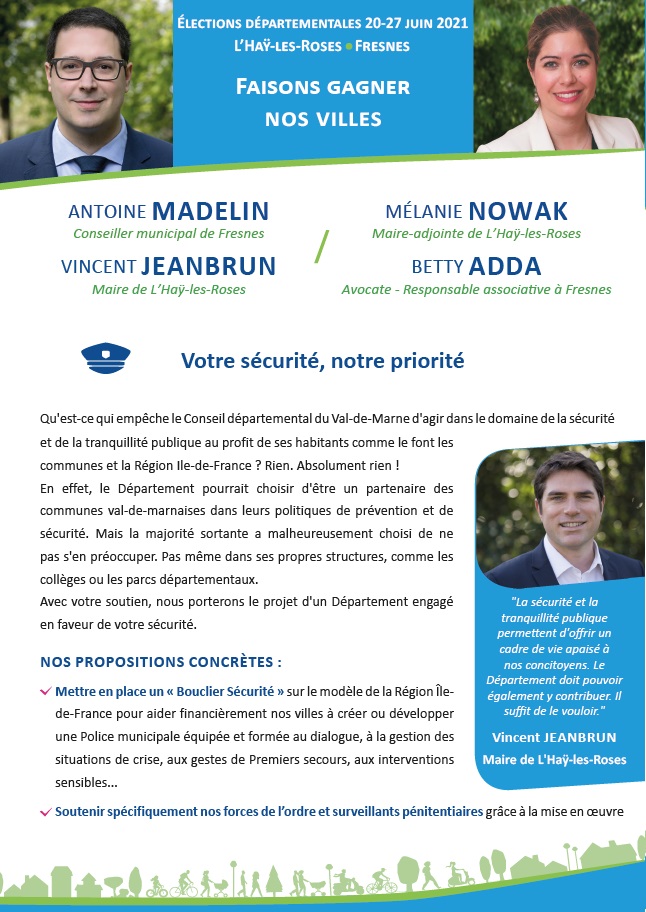 ÉLECTIONS DÉPARTEMENTALES 20-27 JUIN 2021
L'HAŸ-LES-ROSES • FRESNES
FAISONS GAGNER
NOS VILLES
ANTOINE MADELIN
Conseiller municipal de Fresnes
VINCENT JEANBRUN
Maire de L'Haÿ-les-Roses
/
MÉLANIE NOWAK
Maire-adjointe de L'Haÿ-les-Roses
BETTY ADDA
Avocate - Responsable associative à Fresnes
Votre sécurité, notre priorité
Qu'est-ce qui empêche le Conseil départemental du Val-de-Marne d'agir dans le domaine de la sécurité
et de la tranquillité publique au profit de ses habitants comme le font les
communes et la Région Ile-de-France ? Rien. Absolument rien !
En effet, le Département pourrait choisir d'être un partenaire des
communes val-de-marnaises dans leurs politiques de prévention et de
sécurité. Mais la majorité sortante a malheureusement choisi de ne
pas s'en préoccuper. Pas même dans ses propres structures, comme les
collèges ou les parcs départementaux.
Avec votre soutien, nous porterons le projet d'un Département engagé
en faveur de votre sécurité.
NOS PROPOSITIONS CONCRÈTES :
Mettre en place un « Bouclier Sécurité » sur le modèle de la Région Île-
de-France pour aider financièrement nos villes à créer ou développer
une Police municipale équipée et formée au dialogue, à la gestion des
situations de crise, aux gestes de Premiers secours, aux interventions
sensibles...
Soutenir spécifiquement nos forces de l'ordre et surveillants pénitentiaires grâce à la mise en œuvre
"La sécurité et la
tranquillité publique
permettent d'offrir un
cadre de vie apaisé à
nos concitoyens. Le
Département doit pouvoir
également y contribuer. Il
suffit de le vouloir."
Vincent JEANBRUN
Maire de L'Haÿ-les-Roses